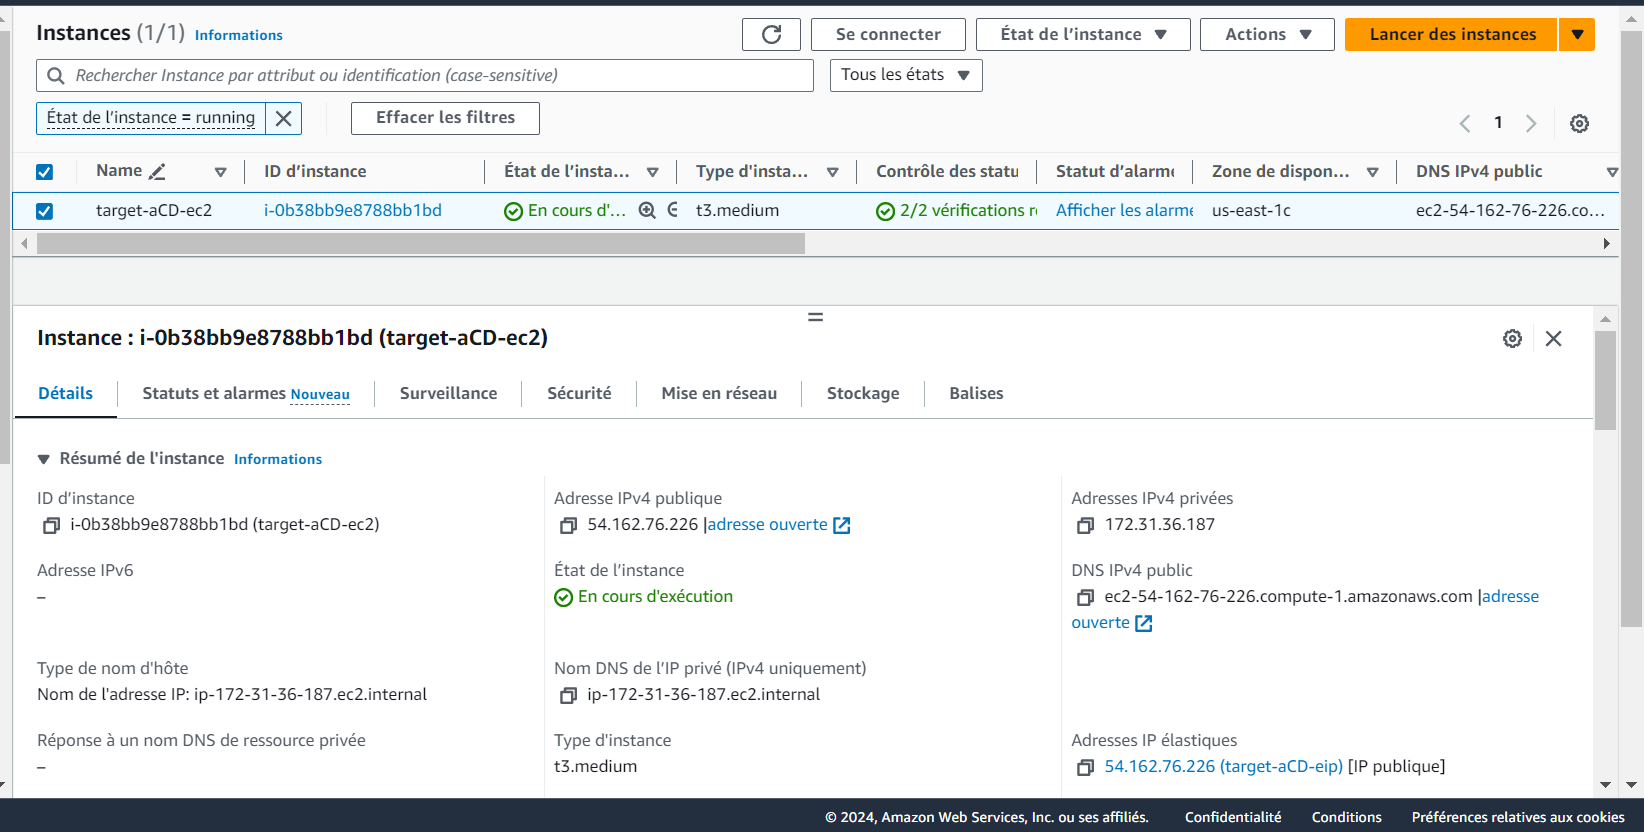 Instances (1/1) Informations
Se connecter
État de l'instance
Actions
Lancer des instances
Rechercher Instance par attribut ou identification (case-sensitive)
Tous les états
État de l'instance = running
Effacer les filtres
1
Name ID d'instance État de l'insta... Type d'insta... Contrôle des statu Statut d'alarme Zone de dispon... DNS IPv4 public
target-aCD-ec2 i-0b38bb9e8788bb1bd En cours d'... t3.medium 2/2 vérifications r Afficher les alarme us-east-1c ec2-54-162-76-226.co...
Instance : i-0b38bb9e8788bb1bd (target-aCD-ec2)
Détails Statuts et alarmes Nouveau Surveillance Sécurité Mise en réseau Stockage Balises
Résumé de l'instance Informations
ID d'instance
i-0b38bb9e8788bb1bd (target-aCD-ec2)
Adresse IPv4 publique
54.162.76.226 |adresse ouverte
Adresses IPv4 privées
172.31.36.187
Adresse IPv6
–
État de l'instance
En cours d'exécution
DNS IPv4 public
ec2-54-162-76-226.compute-1.amazonaws.com |adresse
ouverte
Type de nom d'hôte
Nom de l'adresse IP: ip-172-31-36-187.ec2.internal
Nom DNS de l'IP privé (IPv4 uniquement)
ip-172-31-36-187.ec2.internal
Réponse à un nom DNS de ressource privée
–
Type d'instance
t3.medium
Adresses IP élastiques
54.162.76.226 (target-aCD-eip) [IP publique]
© 2024, Amazon Web Services, Inc. ou ses affiliés. Confidentialité Conditions Préférences relatives aux cookies